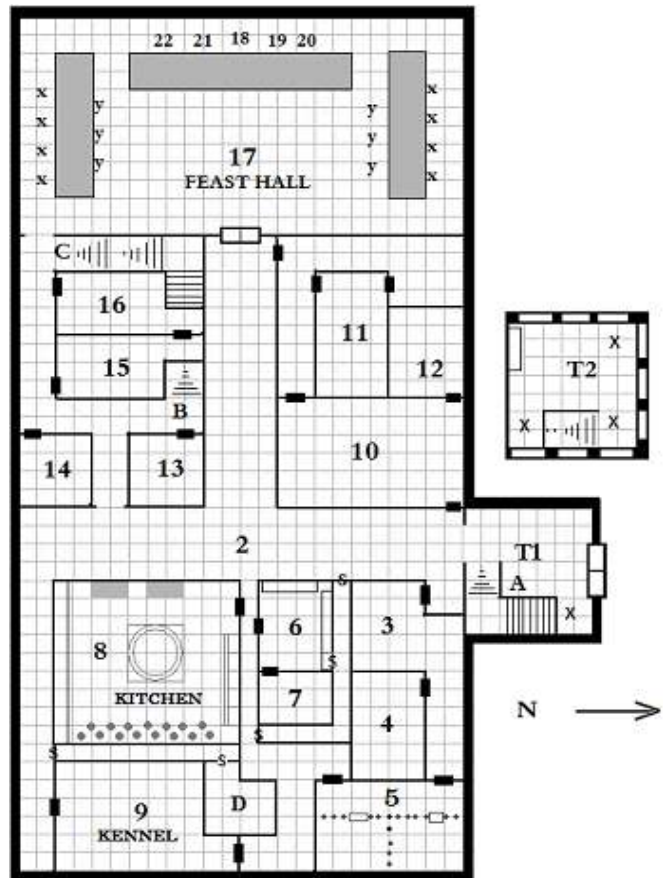 22 21 18 19 20
x x
y y
x x
y y
x x
y y
x x
17
FEAST HALL
C
16
11
15
12
T2
X
X X
B
10
14 13
2
T1
A
X
6 3
8
S
S
KITCHEN
7
4
N
S
S S
5
D
9
KENNEL